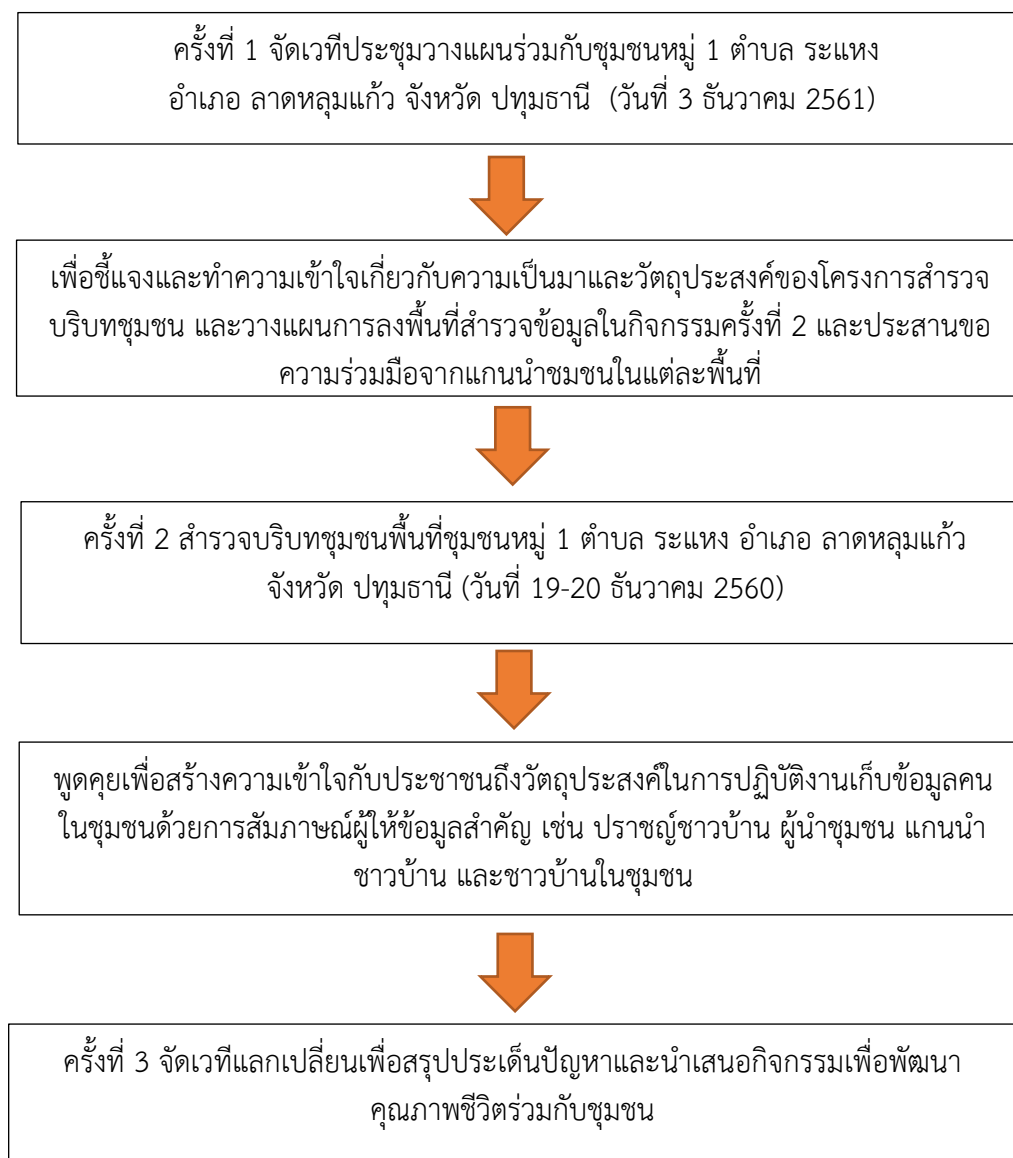 ครั้งที่ 1 จัดเวทีประชุมวางแผนร่วมกับชุมชนหมู่ 1 ตำบล ระแหง
อำเภอ ลาดหลุมแก้ว จังหวัด ปทุมธานี (วันที่ 3 ธันวาคม 2561)
เพื่อชี้แจงและทำความเข้าใจเกี่ยวกับความเป็นมาและวัตถุประสงค์ของโครงการสำรวจ
บริบทชุมชน และวางแผนการลงพื้นที่สำรวจข้อมูลในกิจกรรมครั้งที่ 2 และประสานขอ
ความร่วมมือจากแกนนำชมชนในแต่ละพื้นที่
ครั้งที่ 2 สำรวจบริบทชุมชนพื้นที่ชุมชนหมู่ 1 ตำบล ระแหง อำเภอ ลาดหลุมแก้ว
จังหวัด ปทุมธานี (วันที่ 19-20 ธันวาคม 2560)
พูดคุยเพื่อสร้างความเข้าใจกับประชาชนถึงวัตถุประสงค์ในการปฏิบัติงานเก็บข้อมูลคน
ในชุมชนด้วยการสัมภาษณ์ผู้ให้ข้อมูลสำคัญ เช่น ปราชญ์ชาวบ้าน ผู้นำชุมชน แกนนำ
ชาวบ้าน และชาวบ้านในชุมชน
ครั้งที่ 3 จัดเวทีแลกเปลี่ยนเพื่อสรุปประเด็นปัญหาและนำเสนอกิจกรรมเพื่อพัฒนา
คุณภาพชีวิตร่วมกับชุมชน